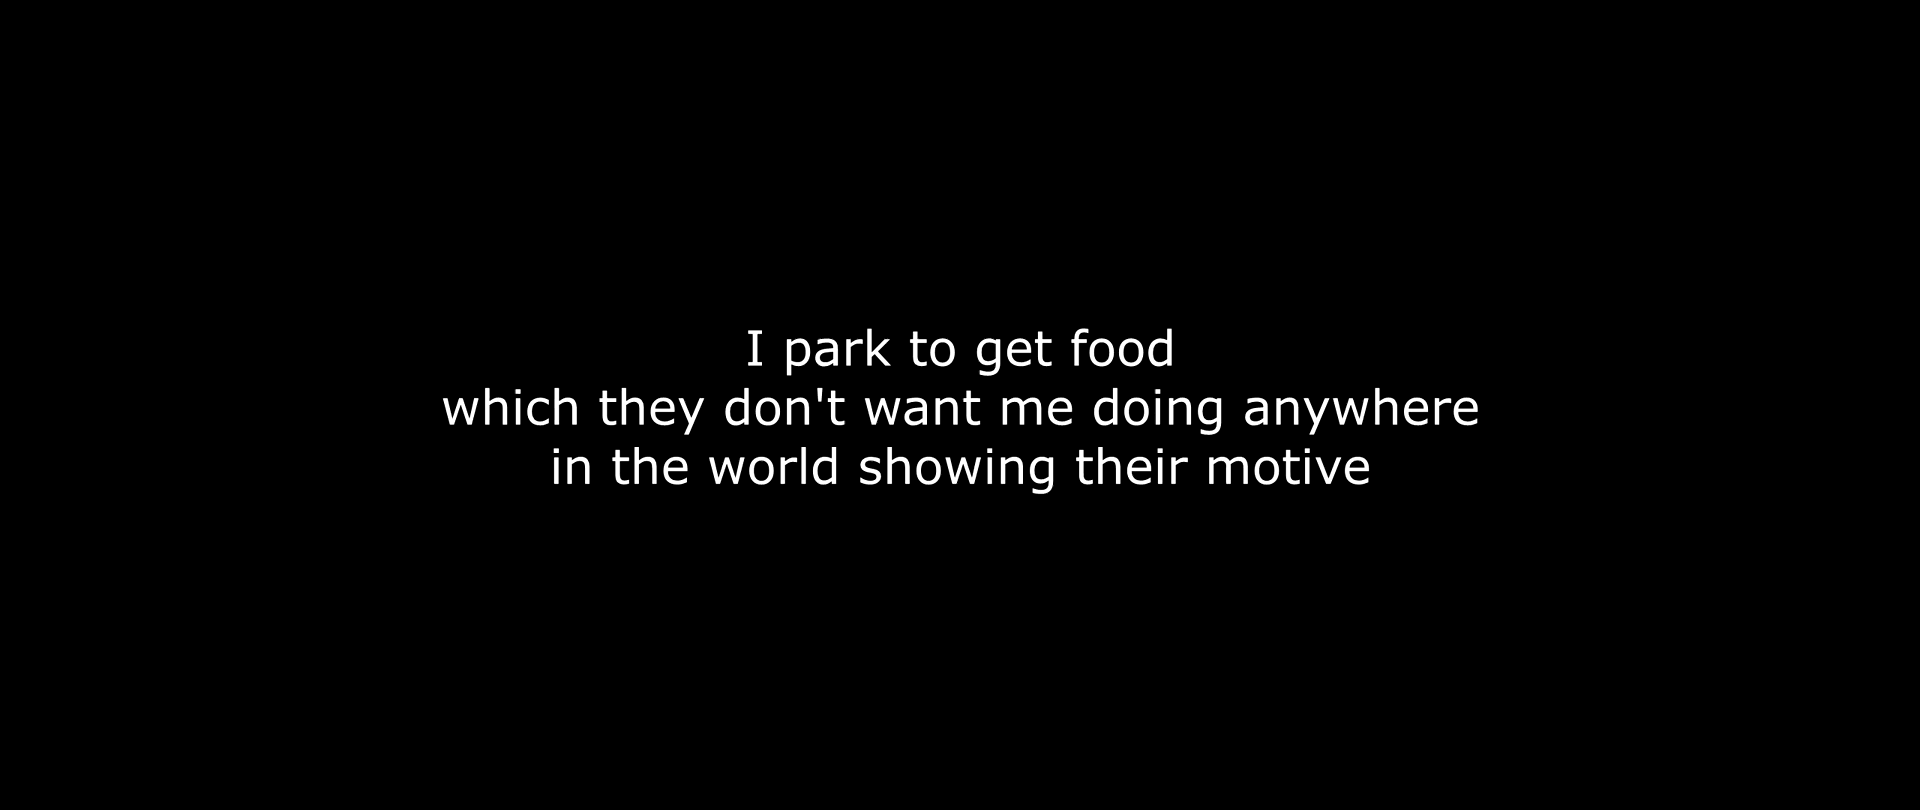 I park to get food
which they don't want me doing anywhere
in the world showing their motive